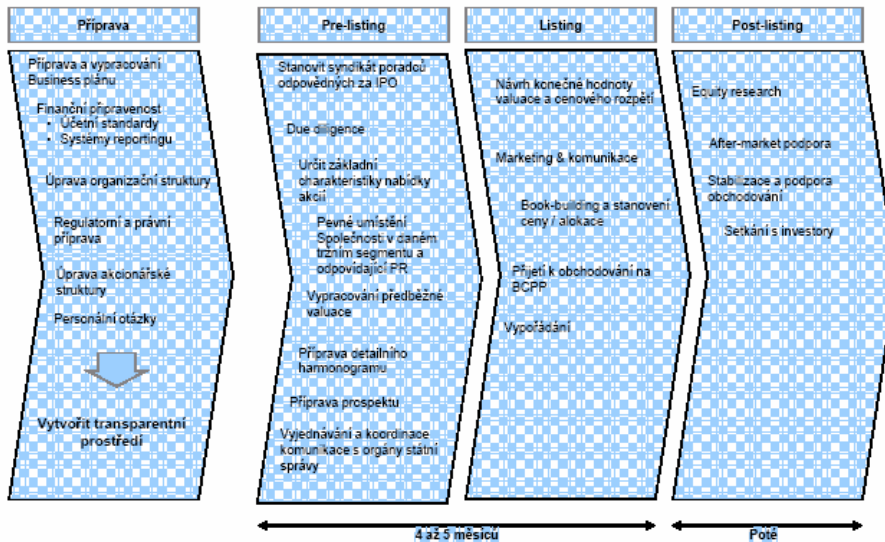 Příprava
Příprava a vypracování
Business plánu
Finanční připravenost
• Účetní standardy
• Systémy reportingu
Úprava organizační struktury
Regulatorní a právní
příprava
Úprava akcionářské
struktury
Personální otázky
Vytvořit transparentní
prostředí
Pre-listing
Stanovit syndikát poradců
odpovědných za IPO
Due diligence
Určit základní
charakteristiky nabídky
akcií
Pevné umístění
Společnosti v daném
tržním segmentu a
odpovídající PR
Vypracování předběžné
valuace
Příprava detailního
harmonogramu
Příprava prospektu
Vyjednávání a koordinace
komunikace s orgány státní
správy
Listing
Návrh konečné hodnoty
valuace a cenového rozpětí
Marketing & komunikace
Book-building a stanovení
ceny / alokace
Přijetí k obchodování na
BCPP
Vypořádání
Post-listing
Equity research
After-market podpora
Stabilizace a podpora
obchodování
Setkání s investory
4 až 5 měsíců
Poté